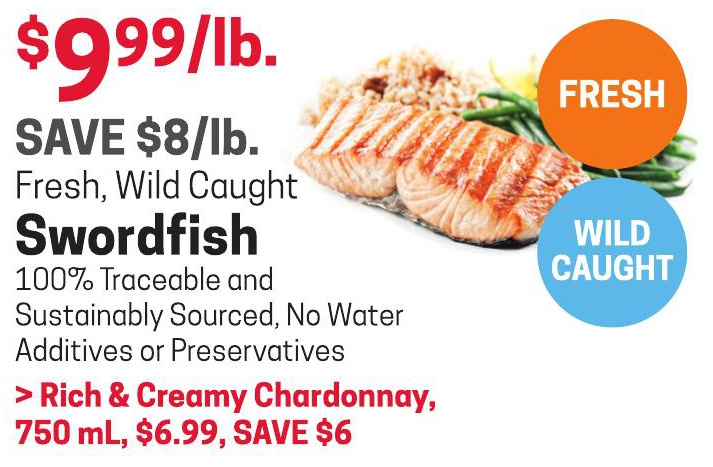 $9.99/lb.
SAVE $8/lb.
Fresh, Wild Caught
Swordfish
100% Traceable and
Sustainably Sourced, No Water
Additives or Preservatives
> Rich & Creamy Chardonnay,
750 mL, $6.99, SAVE $6
FRESH
WILD
CAUGHT